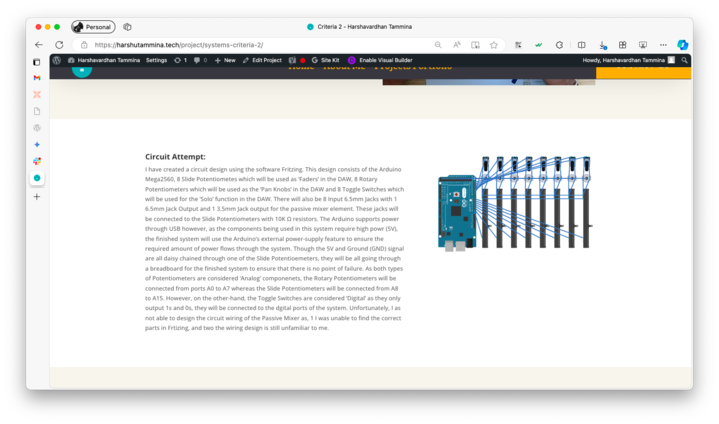 Personal
Criteria 2 - Harshavardhan Tammina
https://harshutammina.tech/project/systems-criteria-2/
Harshavardhan Tammina Settings 1 0 New Edit Project Site Kit Enable Visual Builder Howdy, Harshavardhan Tammina
Home About Me Projects/Portfolio
Circuit Attempt:
I have created a circuit design using the software Fritzing. This design consists of the Arduino
Mega2560, 8 Slide Potentiometes which will be used as 'Faders' in the DAW, 8 Rotary
Potentiometers which will be used as the 'Pan Knobs' in the DAW and 8 Toggle Switches which
will be used for the 'Solo' function in the DAW. There will also be 8 Input 6.5mm Jacks with 1
6.5mm Jack Output and 1 3.5mm Jack output for the passive mixer element. These jacks will
be connected to the Slide Potentiometers with 10K Ω resistors. The Arduino supports power
through USB however, as the components being used in this system require high powr (5V),
the finished system will use the Arduino's external power-supply feature to ensure the
required amount of power flows through the system. Though the 5V and Ground (GND) signal
are all daisy chained through one of the Slide Potentioemeters, they will be all going through
a breadboard for the finished system to ensure that there is no point of failure. As both types
of Potentiometers are considered 'Analog' componenets, the Rotary Potentiometers will be
connected from ports A0 to A7 whereas the Slide Potentiometers will be connected from A8
to A15. However, on the other-hand, the Toggle Switches are considered 'Digital' as they only
output 1s and 0s, they will be connected to the dgital ports of the system. Unfortunately, I as
not able to design the circuit wiring of the Passive Mixer as, 1 I was unable to find the correct
parts in Frtizing, and two the wiring design is still unfamiliar to me.